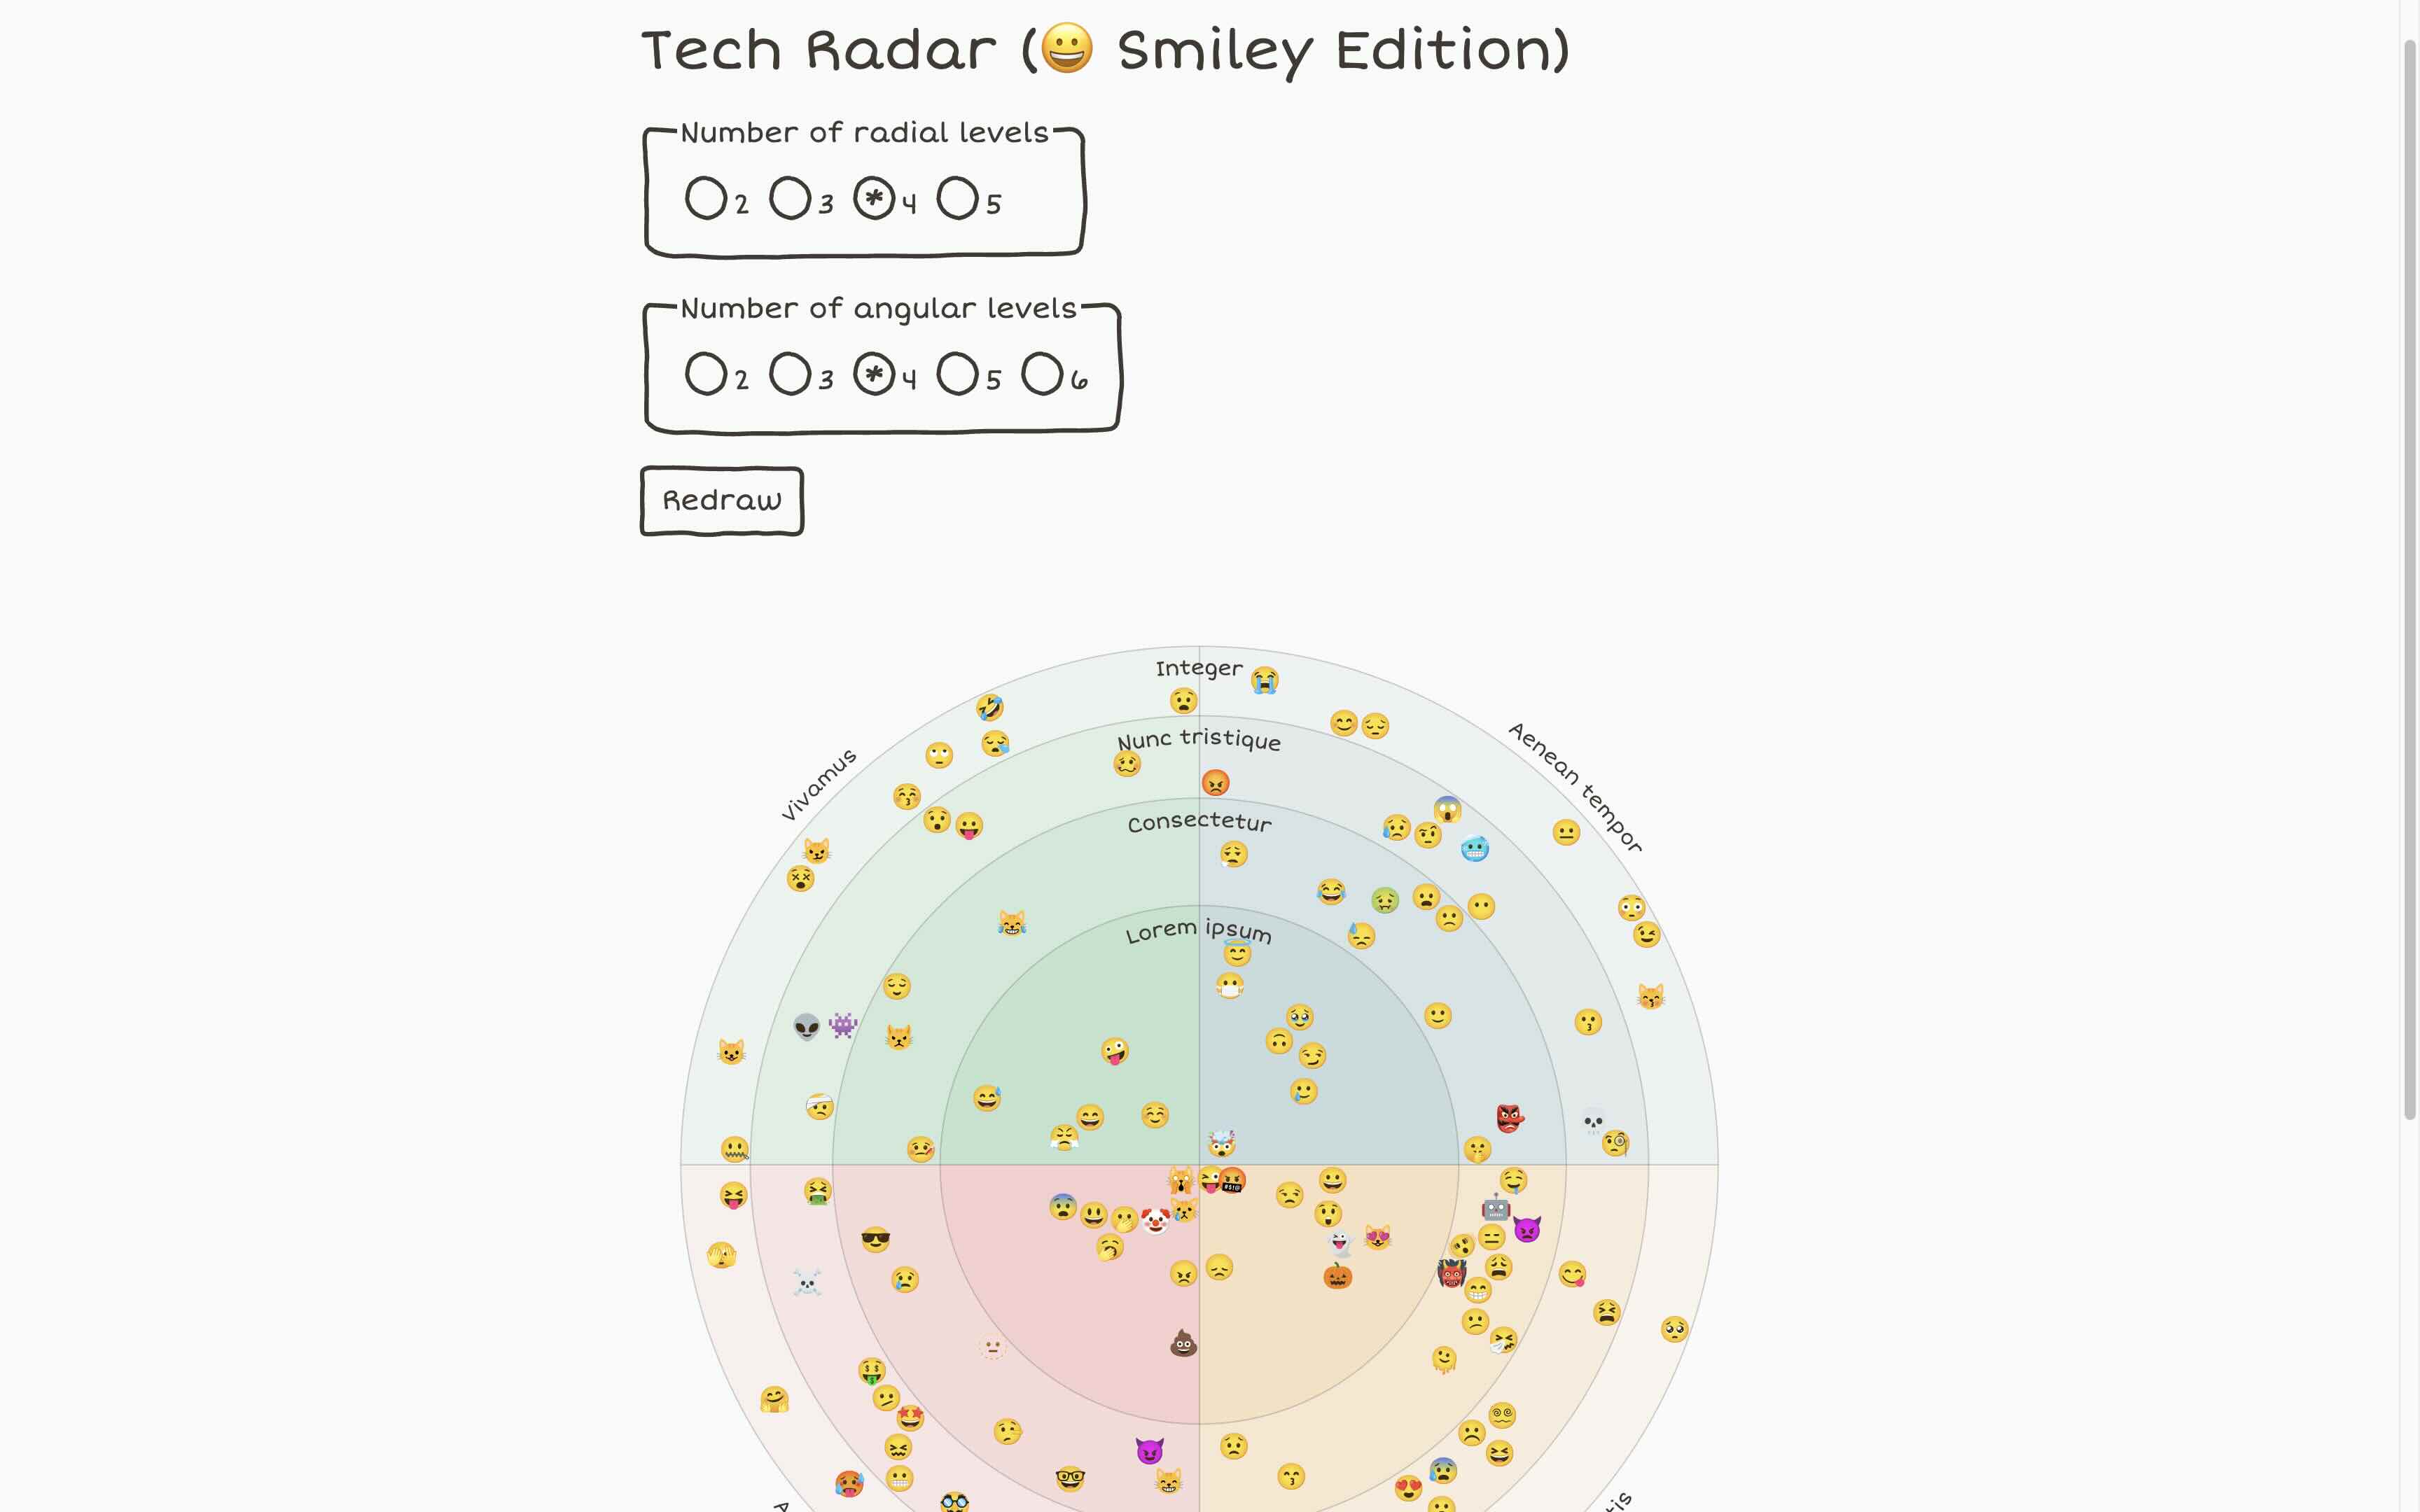 Tech Radar (😀 Smiley Edition)
Number of radial levels
2 3 4 5
Number of angular levels
2 3 4 5 6
Redraw
Integer
Nunc tristique
Consectetur
Lorem ipsum
Vivamus
Aenean tempor